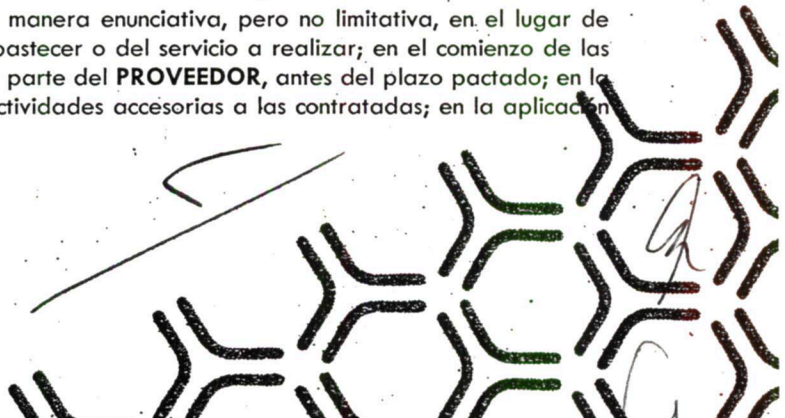 manera enunciativa, pero no limitativa, en el lugar de
bastecer o del servicio a realizar; en el comienzo de las
parte del PROVEEDOR, antes del plazo pactado; en la
ctividades accesorias a las contratadas; en la aplicación